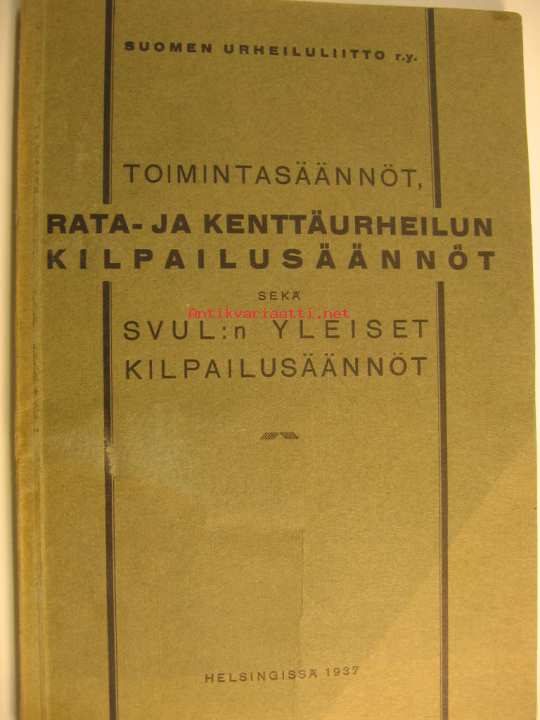 SUOMEN URHEILULIITTO r.y.
TOIMINTASÄÄNNÖT,
RATA- JA KENTTÄURHEILUN
KILPAILUSÄÄNNÖT
SEKÄ
Antikvariaatti.net
SVUL:n YLEISET
KILPAILUSÄÄNNÖT
HELSINGISSÄ 1937